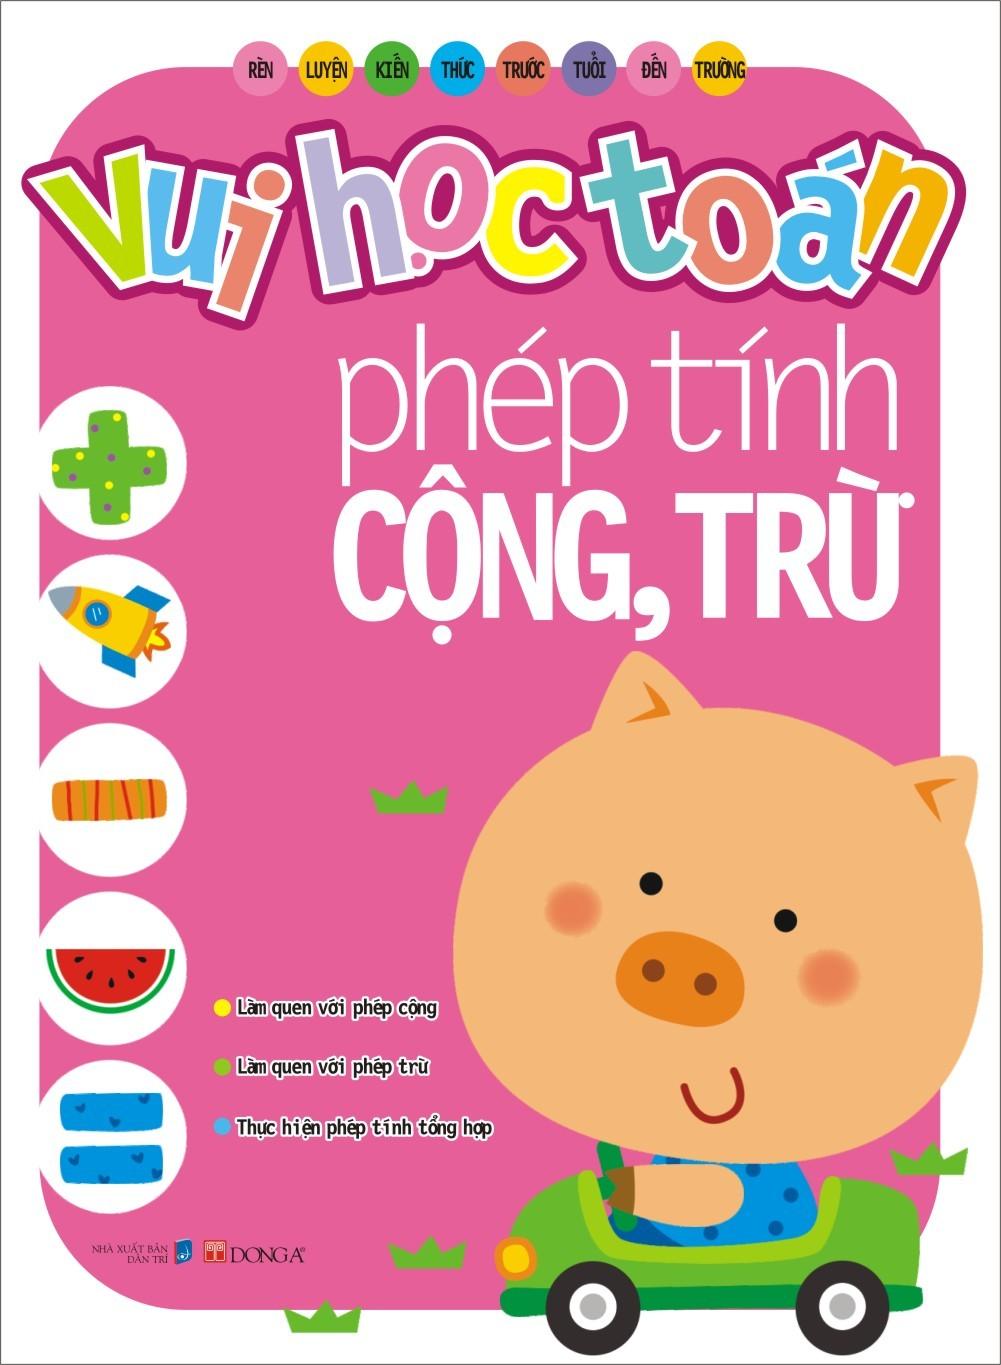 RÈN LUYỆN KIẾN THỨC TRƯỚC TUỔI ĐẾN TRƯỜNG
vui học toán
phép tính
CỘNG, TRỪ
Làm quen với phép cộng
Làm quen với phép trừ
Thực hiện phép tính tổng hợp
NHÀ XUẤT BẢN
DÂN TRÍ
DONG A®